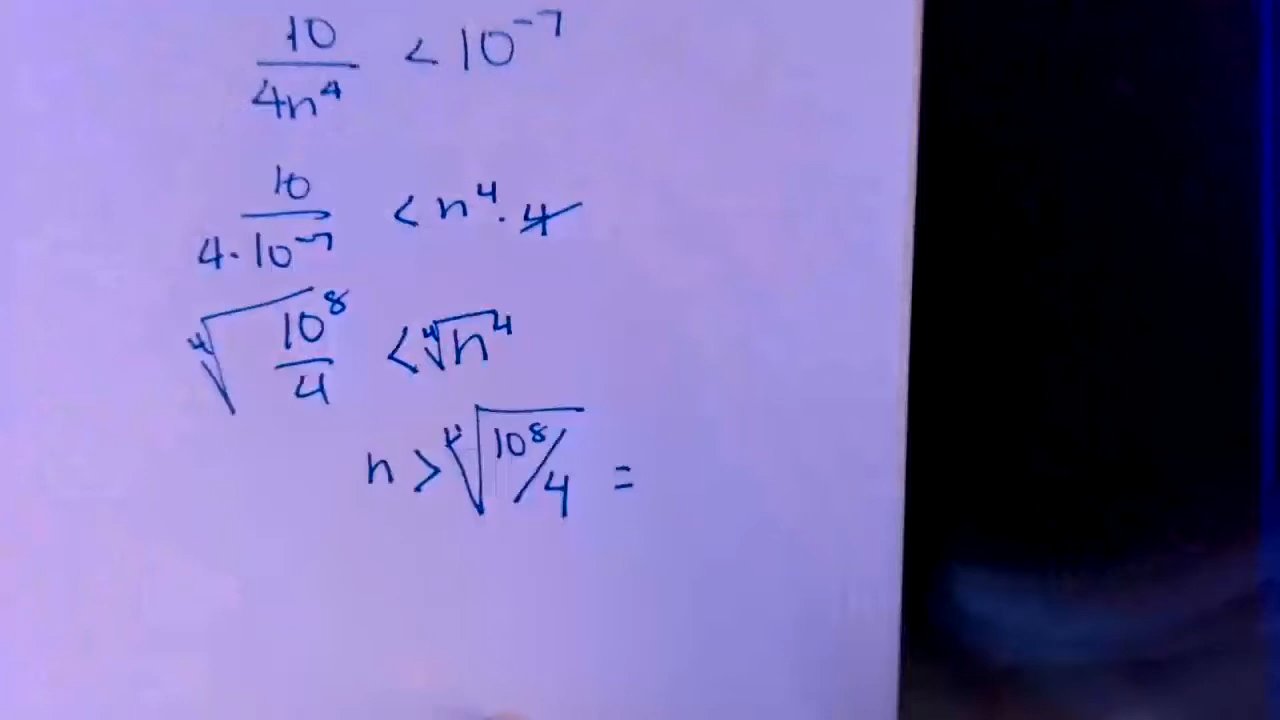 10/4n⁴ < 10⁻⁷
10/4·10⁻⁷ < n⁴·4
⁴√10⁸/4 < ⁴√n⁴
n > ⁴√10⁸/4 =